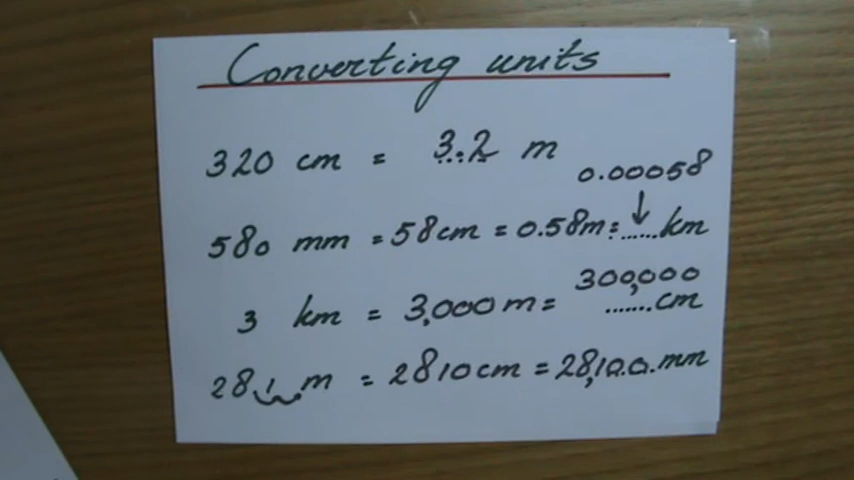 Converting units
320 cm = 3.2 m
0.00058
580 mm = 58 cm = 0.58 m = ...... km
300,000
3 km = 3,000 m = ....... cm
28.1 m = 2810 cm = 28,100 mm